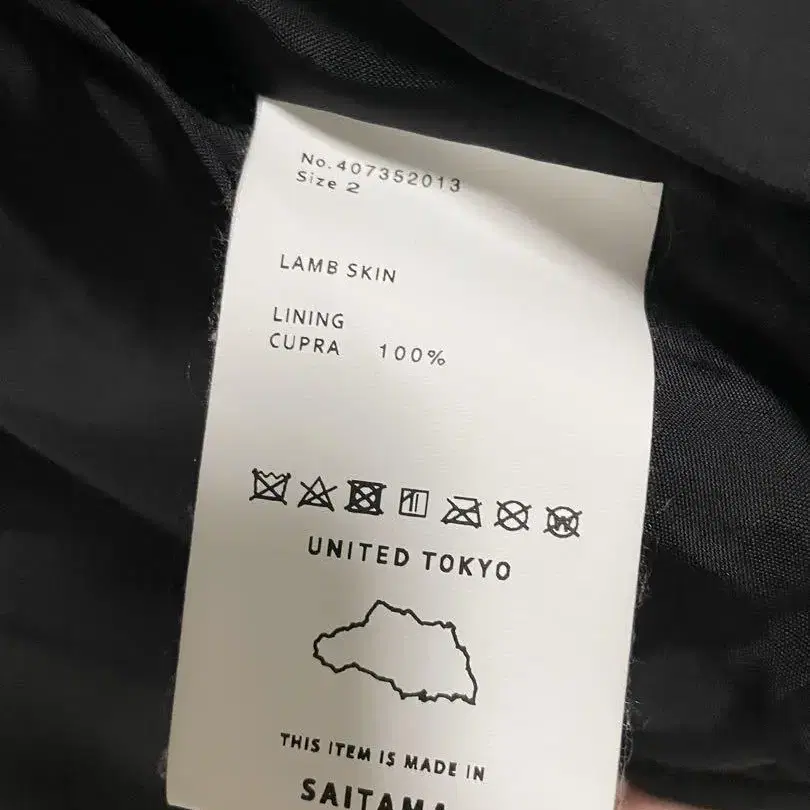 No.407352013
Size 2
LAMB SKIN
LINING
CUPRA 100%
UNITED TOKYO
THIS ITEM IS MADE IN
SAITAMA